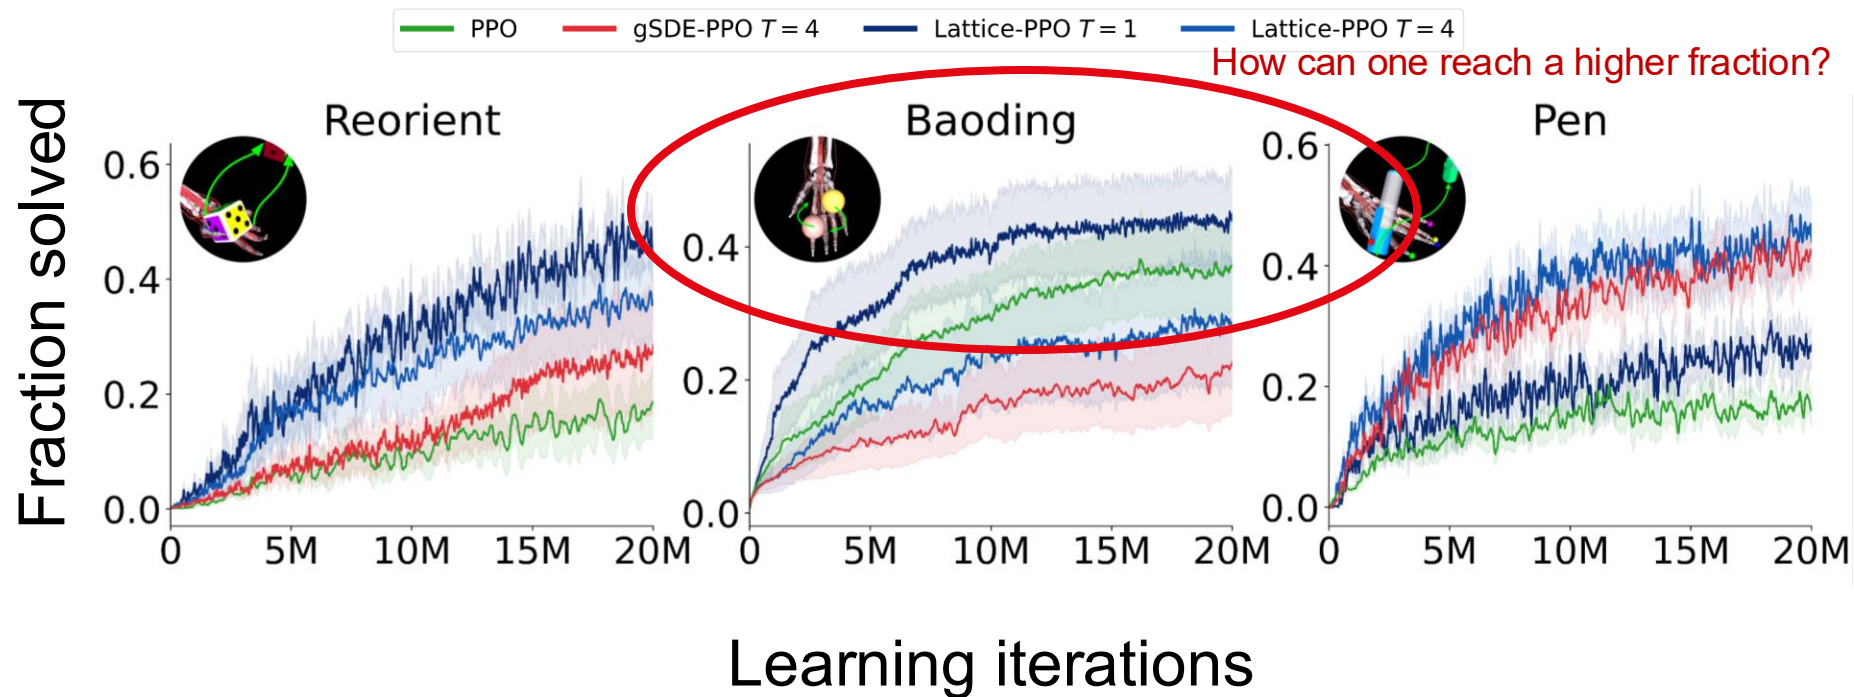 PPO gSDE-PPO T = 4 Lattice-PPO T = 1 Lattice-PPO T = 4
How can one reach a higher fraction?
Fraction solved
Reorient
0.6
0.4
0.2
0.0
0 5M 10M 15M 20M
Baoding
0.4
0.2
0.0
0 5M 10M 15M 20M
Pen
0.6
0.4
0.2
0.0
0 5M 10M 15M 20M
Learning iterations